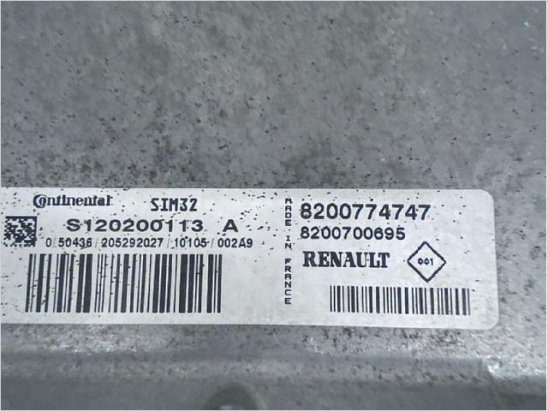 Continental SIM32
S120200113 A
0 50436 / 205292027 / 10105 / 002A9
MADE IN FRANCE
8200774747
8200700695
RENAULT 001